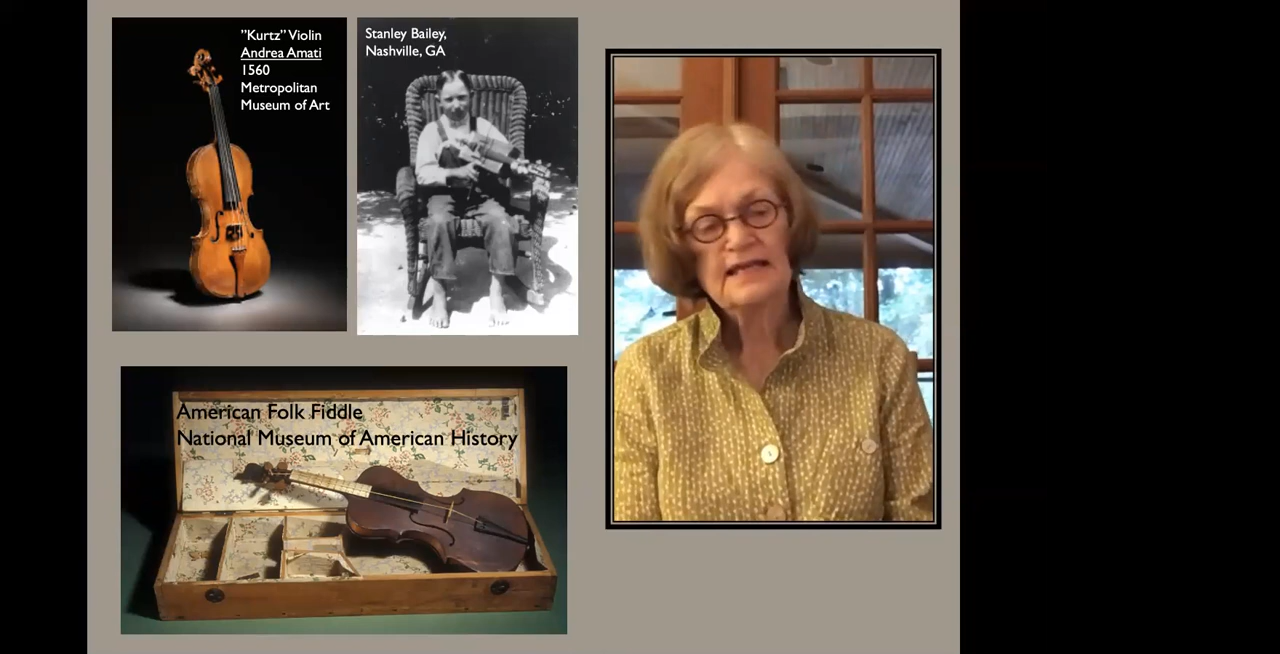 ”Kurtz” Violin
Andrea Amati
1560
Metropolitan
Museum of Art
Stanley Bailey,
Nashville, GA
American Folk Fiddle
National Museum of American History